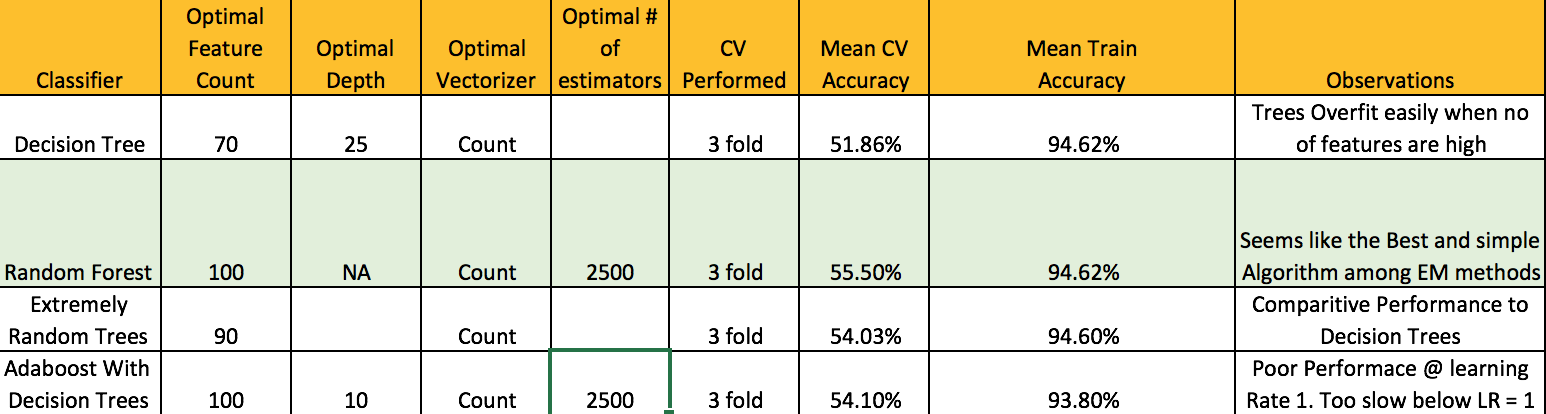 Classifier
Optimal
Feature
Count
Optimal
Depth
Optimal
Vectorizer
Optimal #
of
estimators
CV
Performed
Mean CV
Accuracy
Mean Train
Accuracy
Observations
Decision Tree
70
25
Count
3 fold
51.86%
94.62%
Trees Overfit easily when no
of features are high
Random Forest
100
NA
Count
2500
3 fold
55.50%
94.62%
Seems like the Best and simple
Algorithm among EM methods
Extremely
Random Trees
90
Count
3 fold
54.03%
94.60%
Comparitive Performance to
Decision Trees
Adaboost With
Decision Trees
100
10
Count
2500
3 fold
54.10%
93.80%
Poor Performace @ learning
Rate 1. Too slow below LR = 1